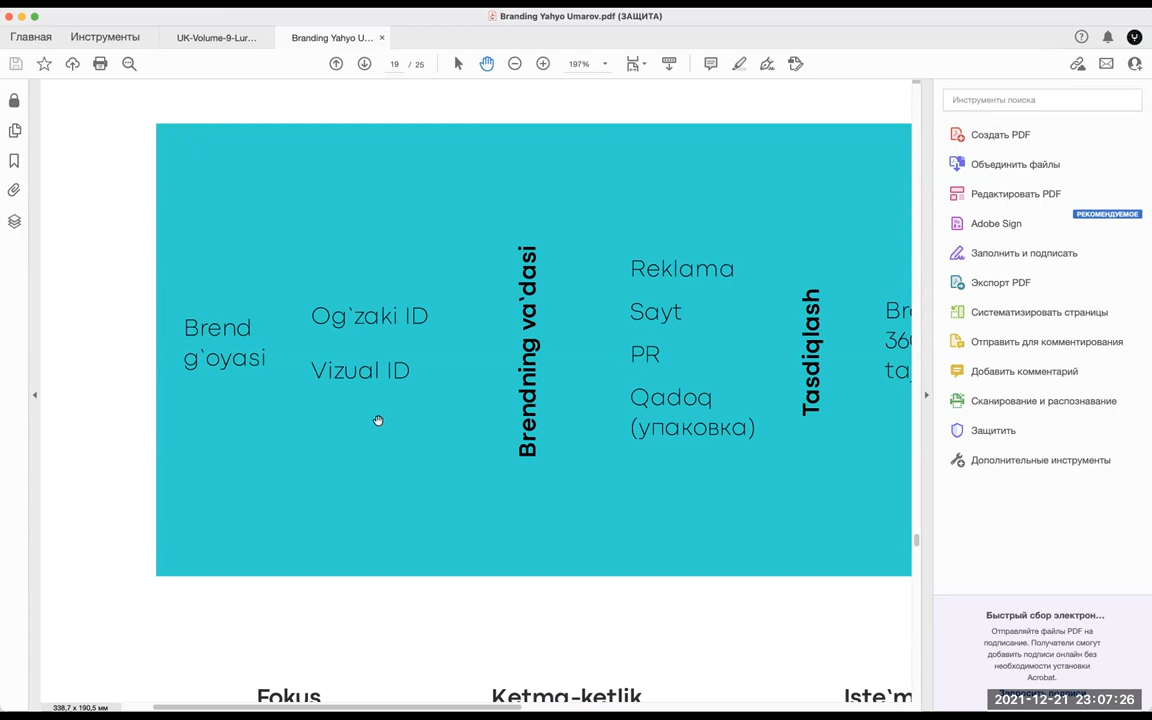 Branding Yahyo Umarov.pdf (ЗАЩИТА)
Главная
Инструменты
UK-Volume-9-Lur...
Branding Yahyo U...
19 / 25
197%
Инструменты поиска
Создать PDF
Объединить файлы
Редактировать PDF
РЕКОМЕНДУЕМОЕ
Adobe Sign
Заполнить и подписать
Экспорт PDF
Систематизировать страницы
Отправить для комментирования
Добавить комментарий
Сканирование и распознавание
Защитить
Дополнительные инструменты
Brend
g`oyasi
Og`zaki ID
Vizual ID
Brendning va`dasi
Reklama
Sayt
PR
Qadoq
(упаковка)
Tasdiqlash
Fokus
Ketma-ketlik
Быстрый сбор электрон...
Отправляйте файлы PDF на
подписание. Получатели смогут
добавить подписи онлайн без
необходимости установки
Acrobat.
Запросить подписи
338,7 x 190,5 мм
2021-12-21 23:07:26